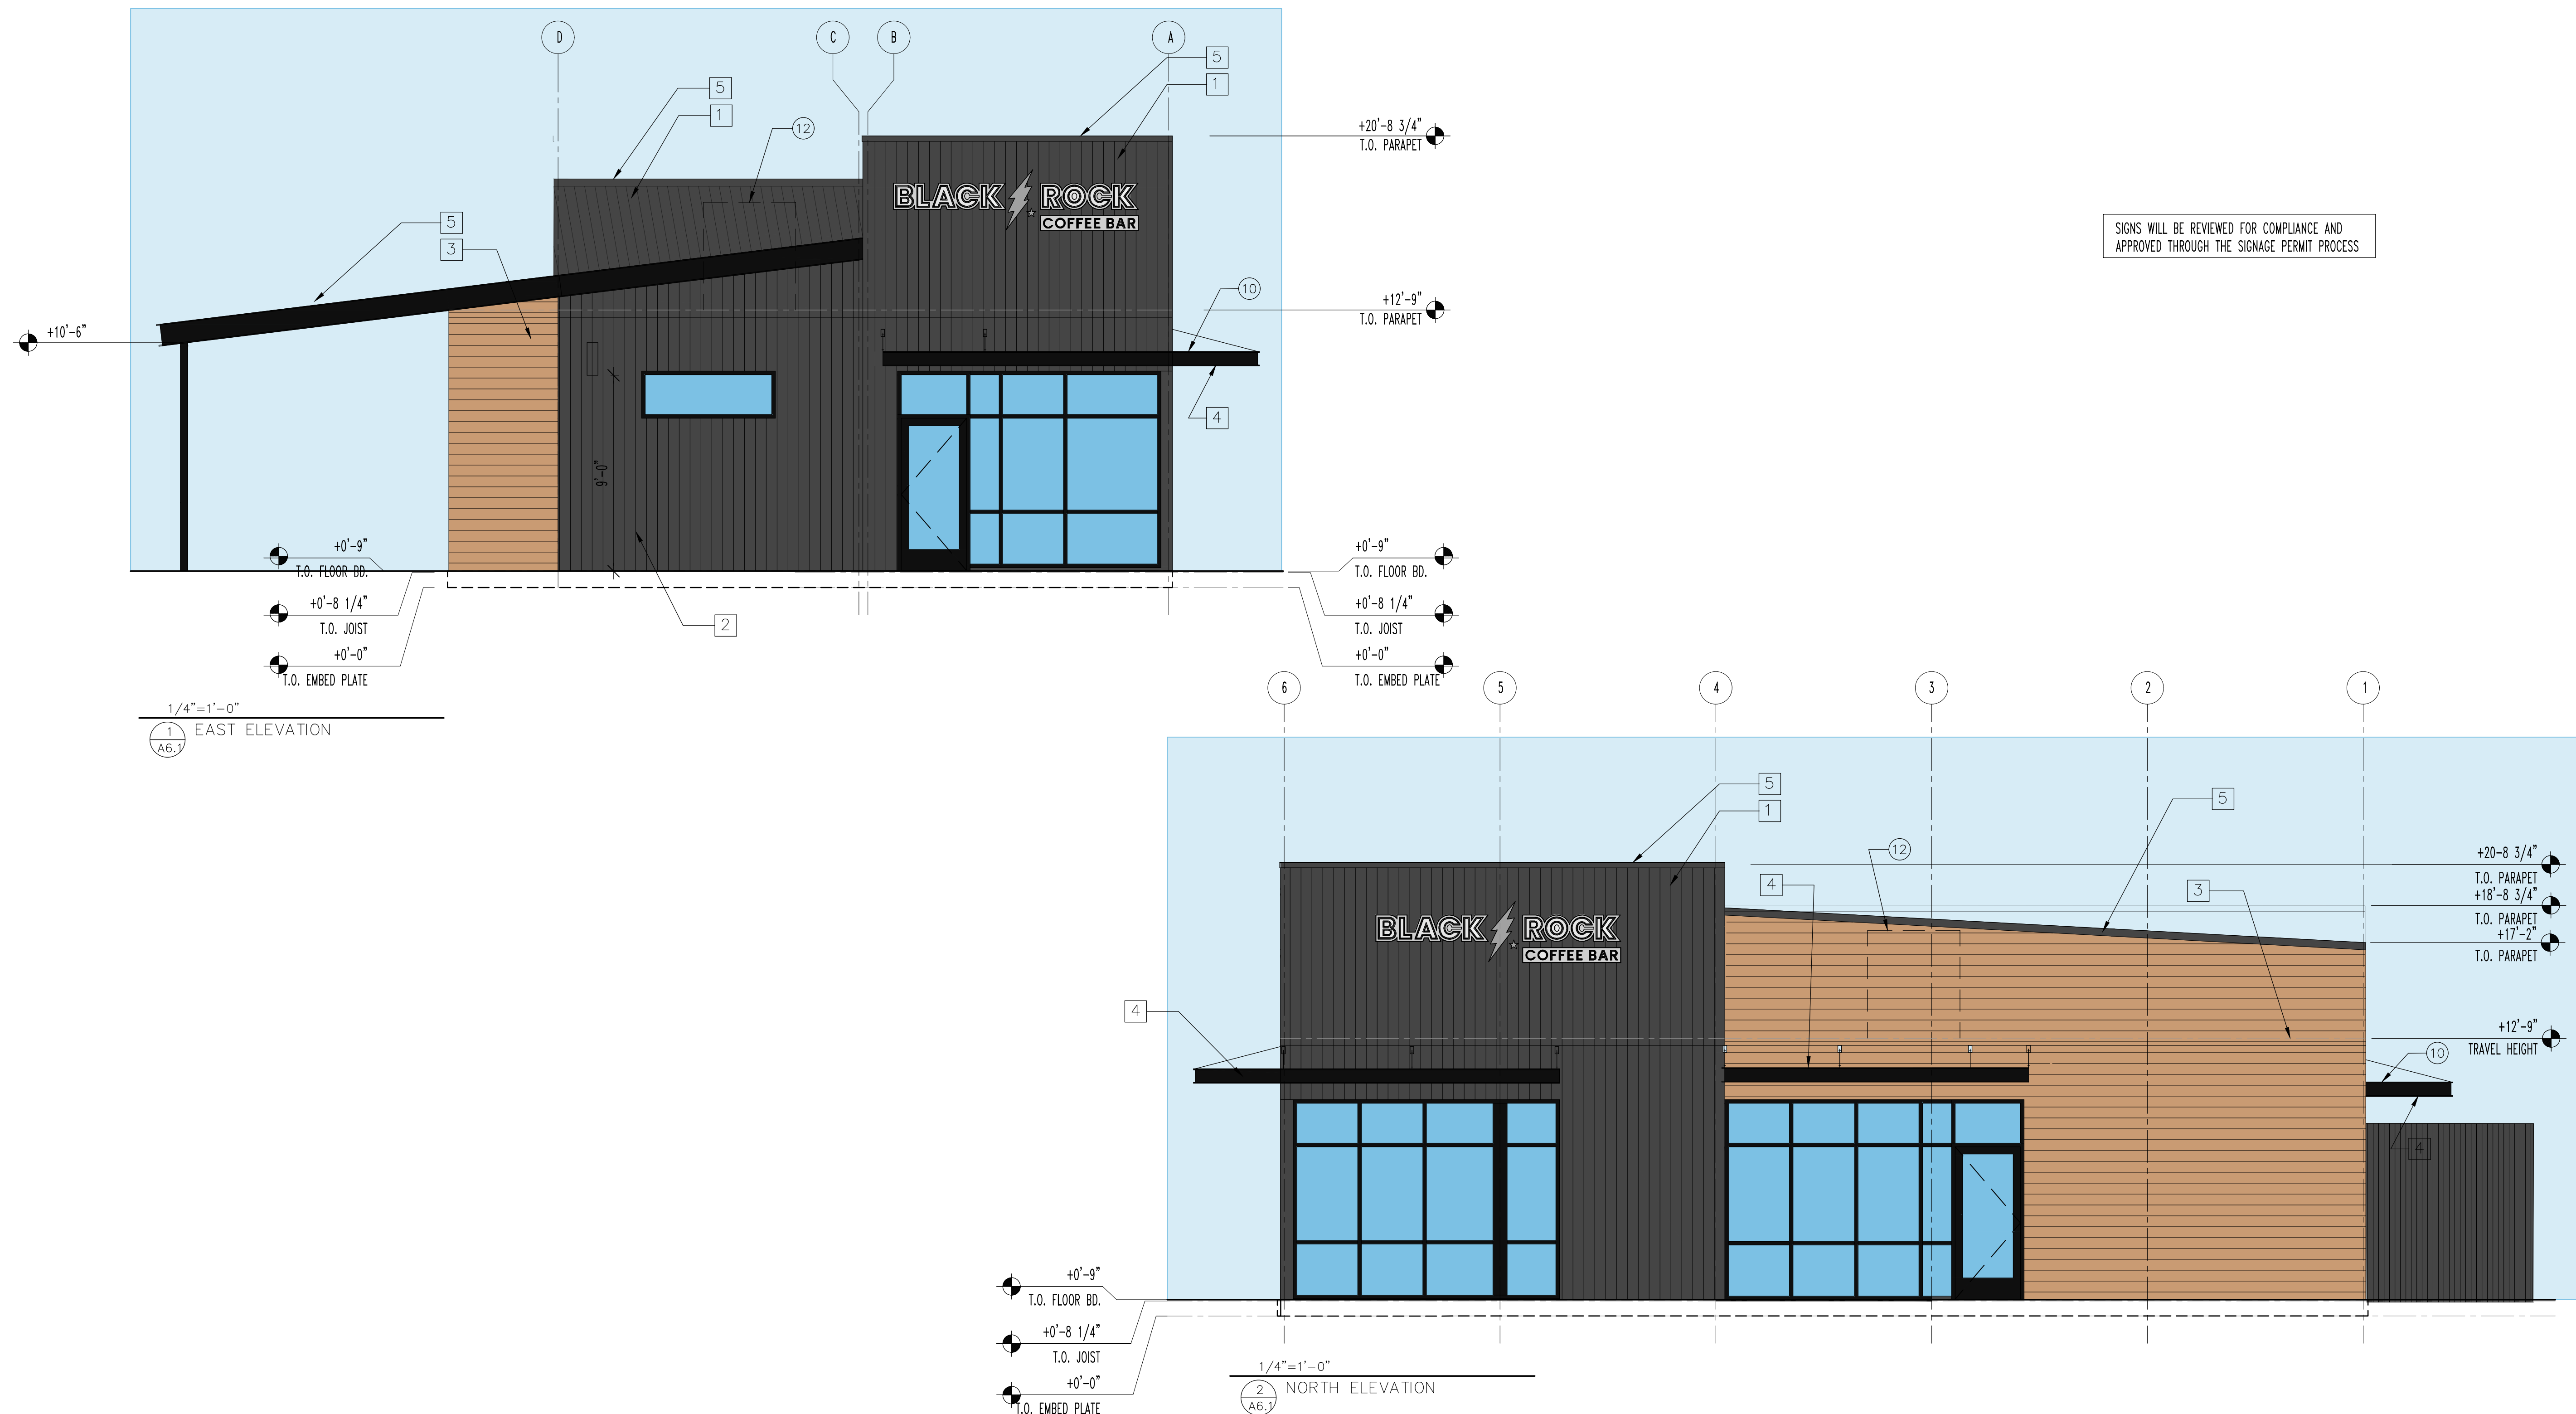 D
C
B
A
5
1
5
1
12
+20'-8 3/4"
T.O. PARAPET
BLACK ROCK
COFFEE BAR
5
3
SIGNS WILL BE REVIEWED FOR COMPLIANCE AND
APPROVED THROUGH THE SIGNAGE PERMIT PROCESS
10
+12'-9"
T.O. PARAPET
+10'-6"
4
9'-0"
+0'-9"
T.O. FLOOR BD.
+0'-8 1/4"
T.O. JOIST
+0'-0"
T.O. EMBED PLATE
2
+0'-9"
T.O. FLOOR BD.
+0'-8 1/4"
T.O. JOIST
+0'-0"
T.O. EMBED PLATE
1/4"=1'-0"
1
A6.1
EAST ELEVATION
6
5
4
3
2
1
5
1
5
12
4
3
+20-8 3/4"
T.O. PARAPET
+18'-8 3/4"
T.O. PARAPET
+17'-2"
T.O. PARAPET
BLACK ROCK
COFFEE BAR
4
+12'-9"
TRAVEL HEIGHT
10
4
+0'-9"
T.O. FLOOR BD.
+0'-8 1/4"
T.O. JOIST
+0'-0"
T.O. EMBED PLATE
1/4"=1'-0"
2
A6.1
NORTH ELEVATION